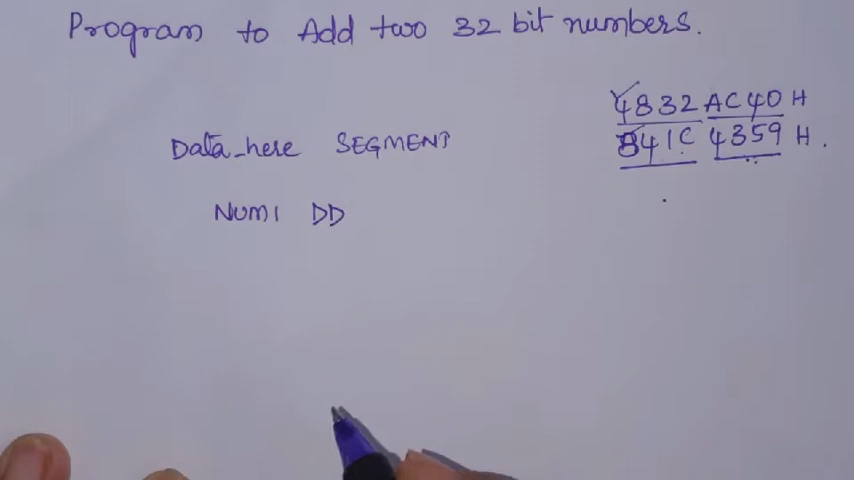 Program to Add two 32 bit numbers.
4832 AC40 H
841C 4359 H.
Data_here SEGMENT
NUM1 DD